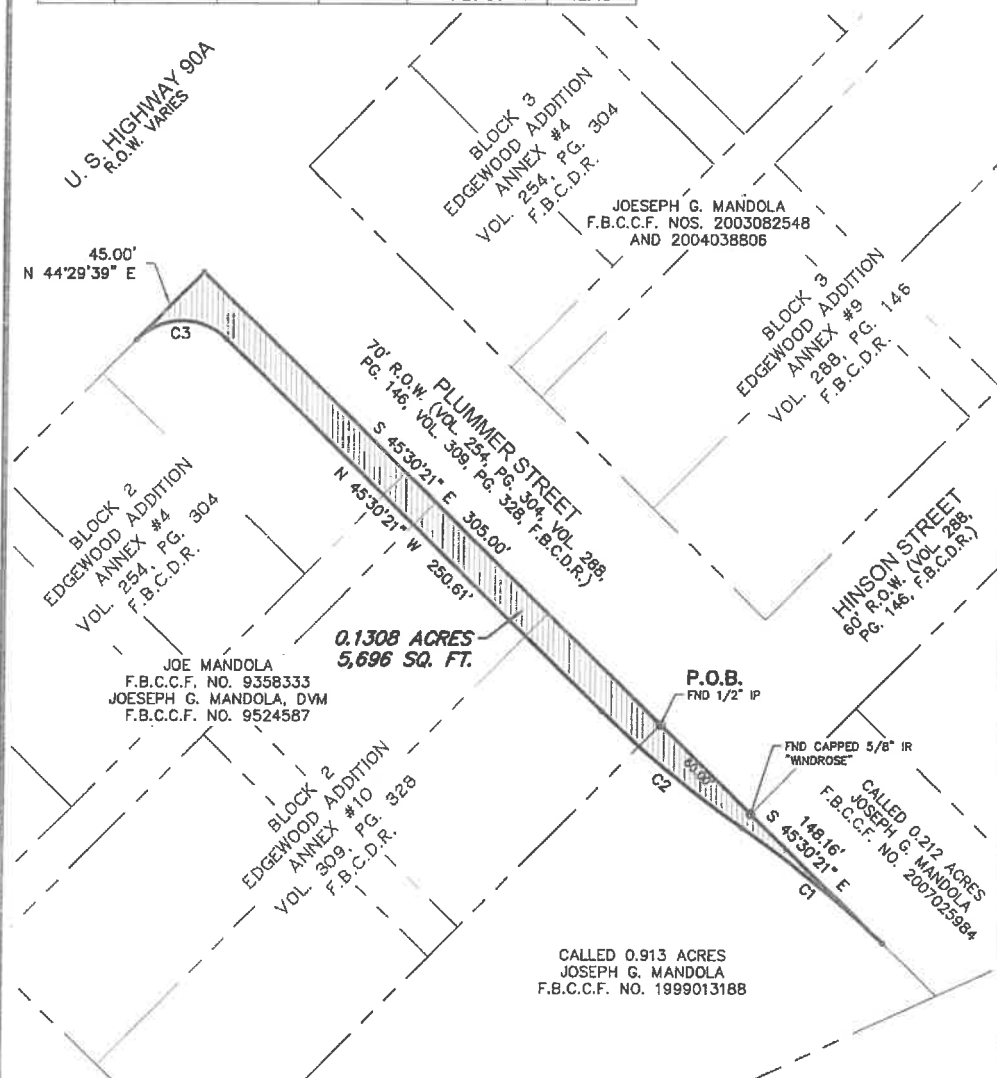 U. S. HIGHWAY 90A
R.O.W. VARIES
BLOCK 3
EDGEWOOD ADDITION
ANNEX #4
VOL. 254, PG. 304
F.B.C.D.R.
JOESEPH G. MANDOLA
F.B.C.C.F. NOS. 2003082548
AND 2004038806
45.00'
N 44°29'39" E
C3
BLOCK 3
EDGEWOOD ADDITION
ANNEX #9
VOL. 288, PG. 146
F.B.C.D.R.
PLUMMER STREET
70' R.O.W. (VOL. 254, PG. 304, VOL. 288,
PG. 146, VOL. 309, PG. 328, F.B.C.D.R.)
S 45°30'21" E
305.00'
N 45°30'21" W
250.61'
BLOCK 2
EDGEWOOD ADDITION
ANNEX #4
VOL. 254, PG. 304
F.B.C.D.R.
HINSON STREET
60' R.O.W. (VOL. 288,
PG. 146, F.B.C.D.R.)
0.1308 ACRES
5,696 SQ. FT.
JOE MANDOLA
F.B.C.C.F. NO. 9358333
JOESEPH G. MANDOLA, DVM
F.B.C.C.F. NO. 9524587
P.O.B.
FND 1/2" IP
FND CAPPED 5/8" IR
"WINDROSE"
60.00'
C2
BLOCK 2
EDGEWOOD ADDITION
ANNEX #10
VOL. 309, PG. 328
F.B.C.D.R.
148.16'
S 45°30'21" E
C1
CALLED 0.212 ACRES
JOSEPH G. MANDOLA
F.B.C.C.F. NO. 2007025984
CALLED 0.913 ACRES
JOSEPH G. MANDOLA
F.B.C.C.F. NO. 1999013188